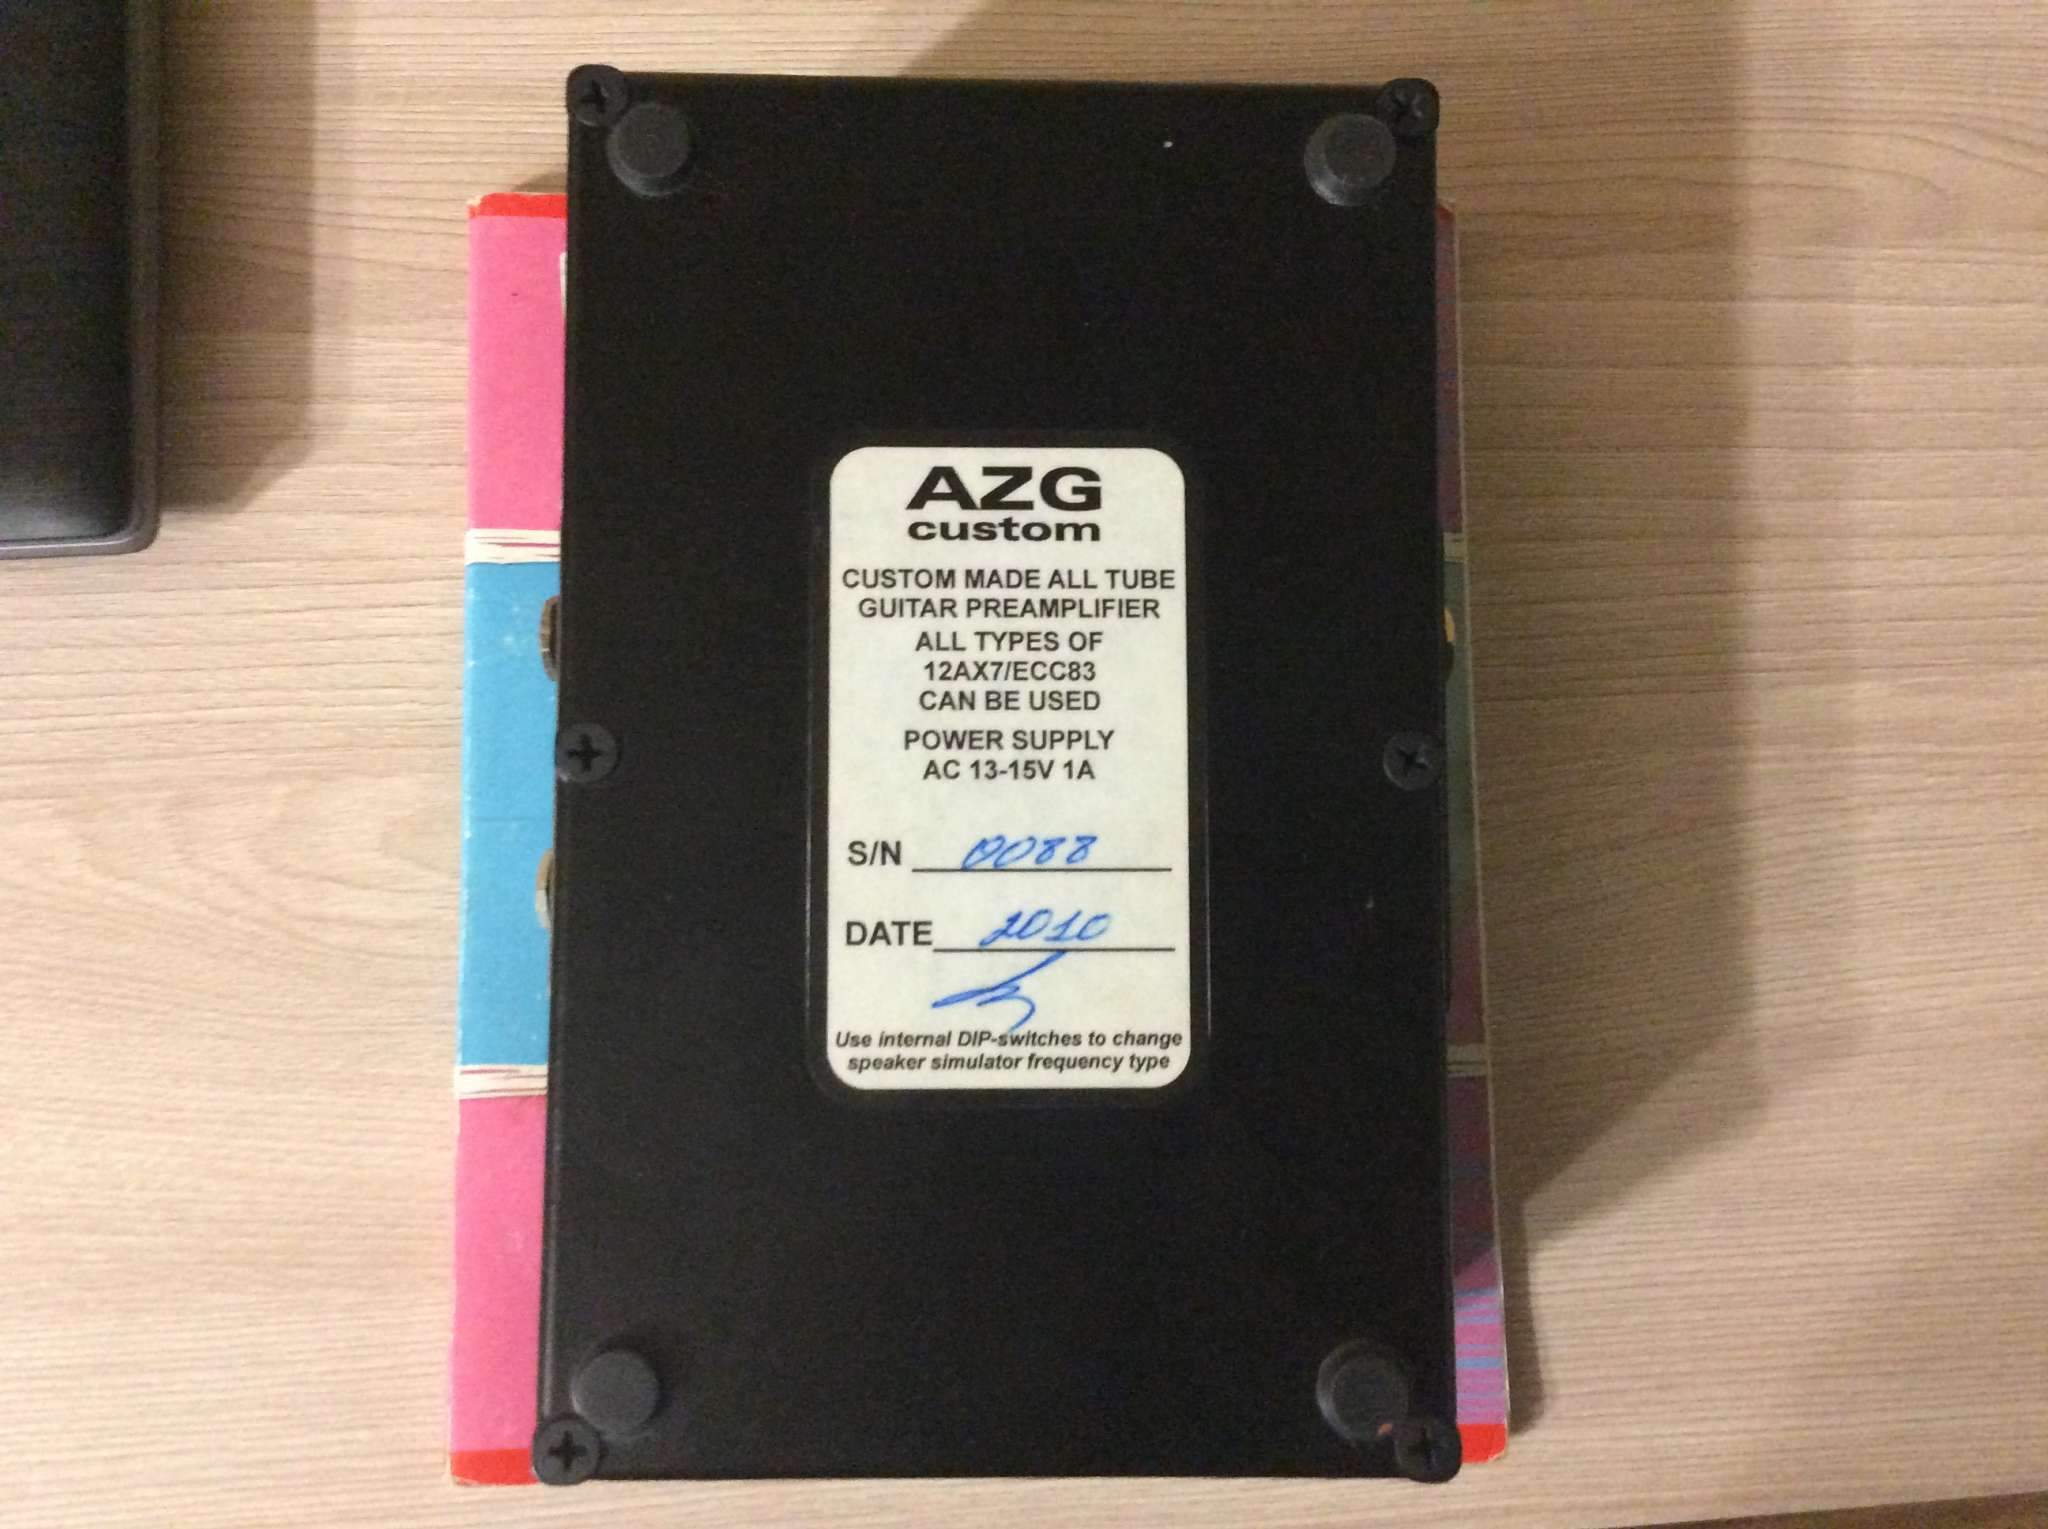 AZG
custom
CUSTOM MADE ALL TUBE
GUITAR PREAMPLIFIER
ALL TYPES OF
12AX7/ECC83
CAN BE USED
POWER SUPPLY
AC 13-15V 1A
S/N 0088
DATE 2010
Use internal DIP-switches to change
speaker simulator frequency type